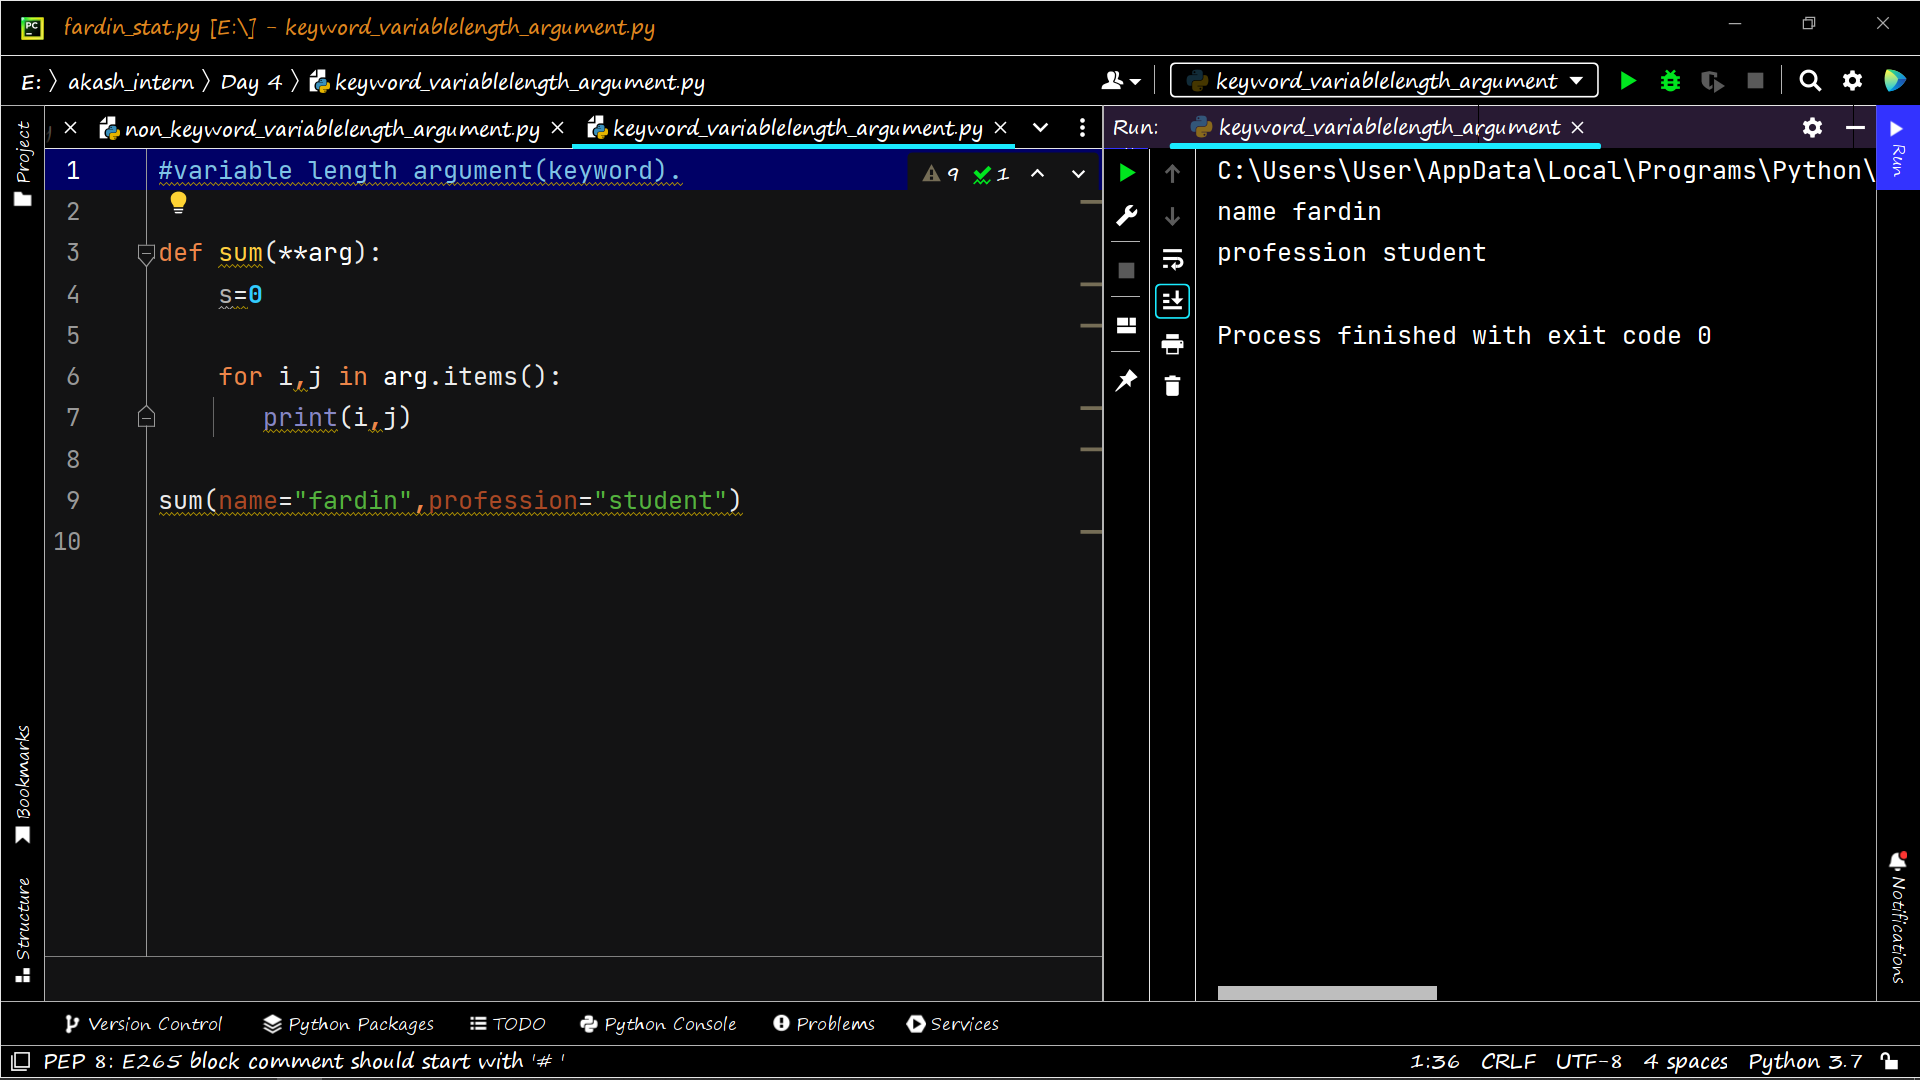 PC fardin_stat.py [E:\] - keyword_variablelength_argument.py
E: akash_intern Day 4 keyword_variablelength_argument.py keyword_variablelength_argument
Project
non_keyword_variablelength_argument.py keyword_variablelength_argument.py
Run: keyword_variablelength_argument
Run
1 #variable length argument(keyword). 9 1
2
3 def sum(**arg):
4 s=0
5
6 for i,j in arg.items():
7 print(i,j)
8
9 sum(name="fardin",profession="student")
10
C:\Users\User\AppData\Local\Programs\Python\
name fardin
profession student
Process finished with exit code 0
Bookmarks
Structure
Notifications
Version Control Python Packages TODO Python Console Problems Services
PEP 8: E265 block comment should start with '# ' 1:36 CRLF UTF-8 4 spaces Python 3.7